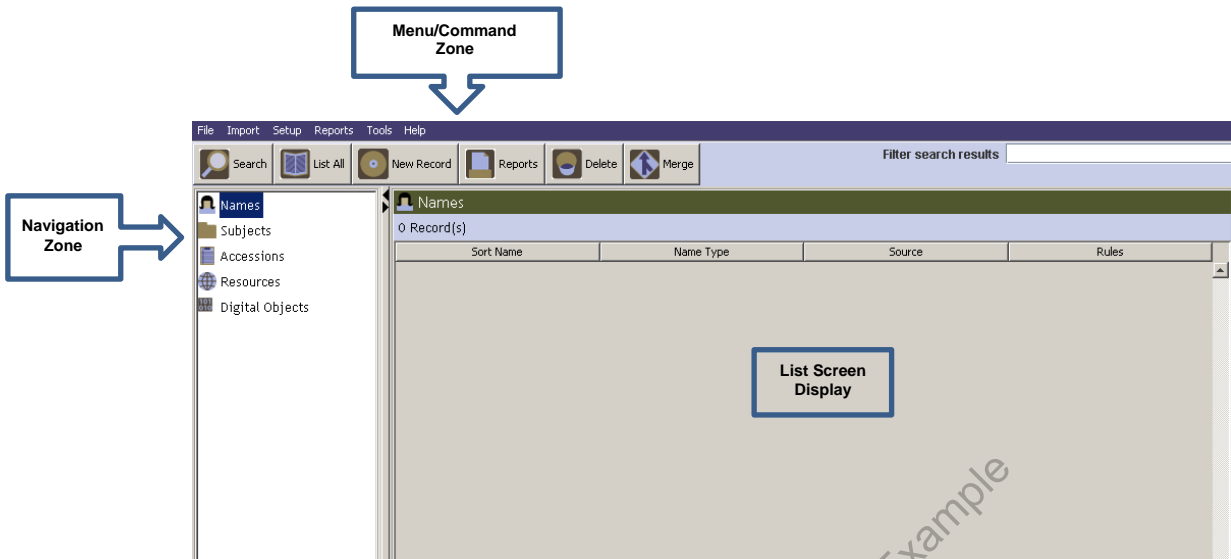 Menu/Command
Zone
File Import Setup Reports Tools Help
Search List All New Record Reports Delete Merge Filter search results
Navigation
Zone
Names
Subjects
Accessions
Resources
Digital Objects
Names
0 Record(s)
Sort Name Name Type Source Rules
List Screen
Display
Example